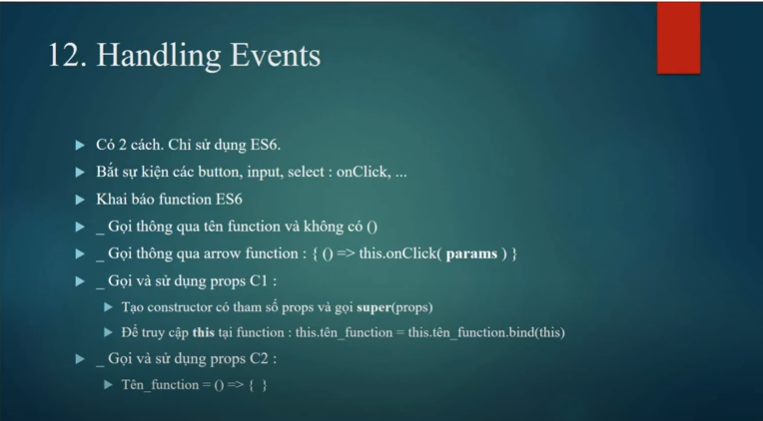 12. Handling Events
Có 2 cách. Chỉ sử dụng ES6.
Bắt sự kiện các button, input, select : onClick, ...
Khai báo function ES6
_ Gọi thông qua tên function và không có ()
_ Gọi thông qua arrow function : { () => this.onClick( params ) }
_ Gọi và sử dụng props C1 :
Tạo constructor có tham số props và gọi super(props)
Để truy cập this tại function : this.tên_function = this.tên_function.bind(this)
_ Gọi và sử dụng props C2 :
Tên_function = () => { }